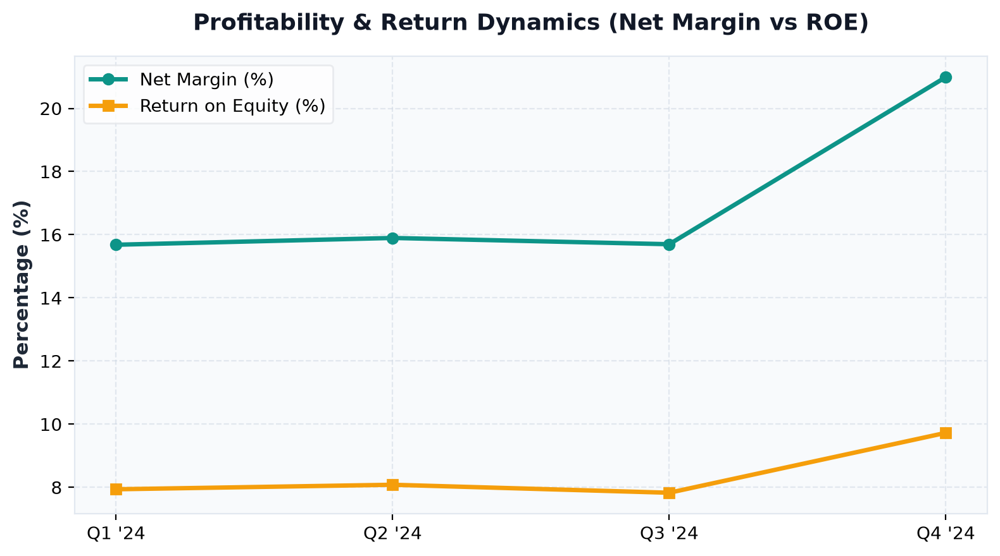 Profitability & Return Dynamics (Net Margin vs ROE)
Net Margin (%)
Return on Equity (%)
Percentage (%)
20
18
16
14
12
10
8
Q1 '24
Q2 '24
Q3 '24
Q4 '24